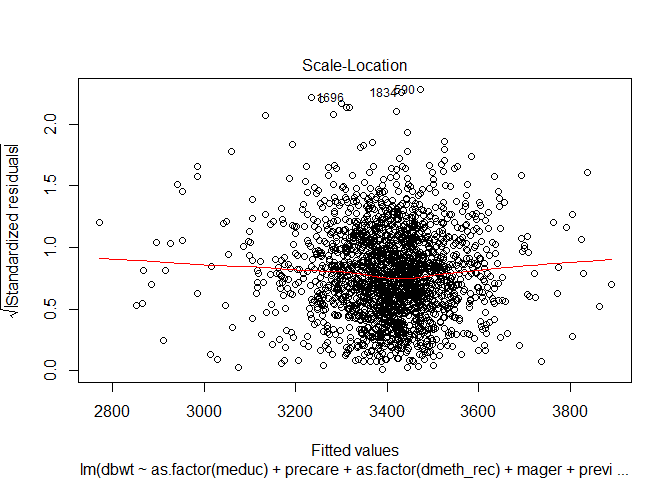 Scale-Location
√|Standardized residuals|
2.0
1.5
1.0
0.5
0.0
1696
1834
590
2800 3000 3200 3400 3600 3800
Fitted values
lm(dbwt ~ as.factor(meduc) + precare + as.factor(dmeth_rec) + mager + previ ...